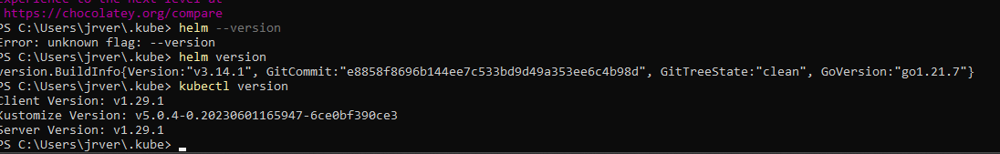 experience to the next level at
https://chocolatey.org/compare
PS C:\Users\jrver\.kube> helm --version
Error: unknown flag: --version
PS C:\Users\jrver\.kube> helm version
version.BuildInfo{Version:"v3.14.1", GitCommit:"e8858f8696b144ee7c533bd9d49a353ee6c4b98d", GitTreeState:"clean", GoVersion:"go1.21.7"}
PS C:\Users\jrver\.kube> kubectl version
Client Version: v1.29.1
Kustomize Version: v5.0.4-0.20230601165947-6ce0bf390ce3
Server Version: v1.29.1
PS C:\Users\jrver\.kube>